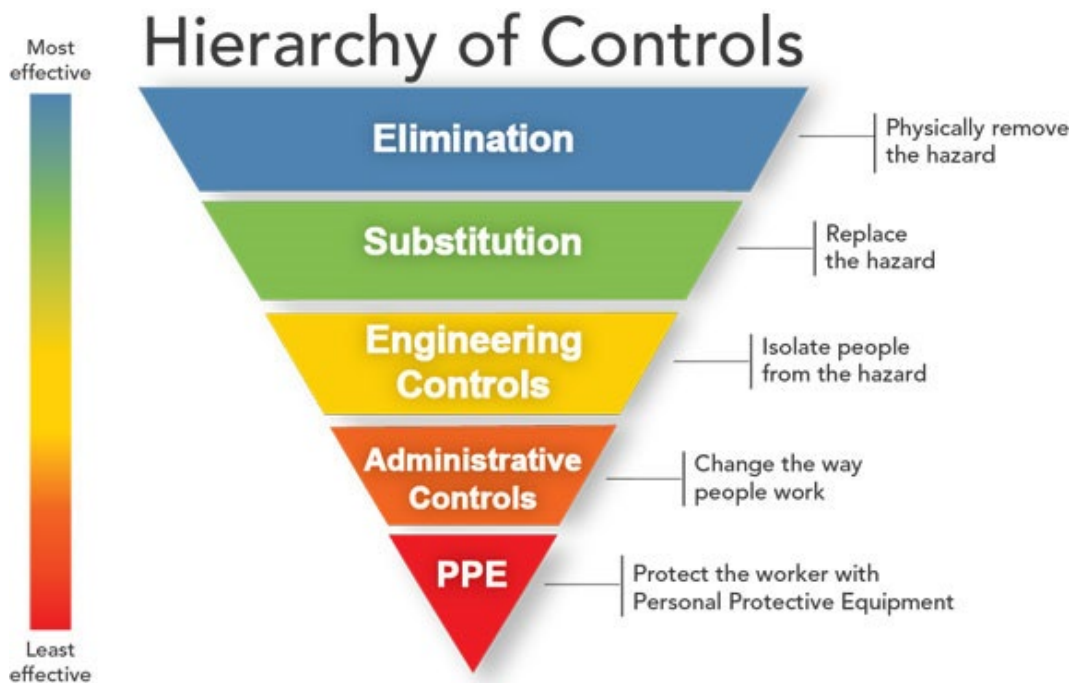 Hierarchy of Controls
Most
effective
Elimination
Physically remove
the hazard
Substitution
Replace
the hazard
Engineering
Controls
Isolate people
from the hazard
Administrative
Controls
Change the way
people work
PPE
Protect the worker with
Personal Protective Equipment
Least
effective